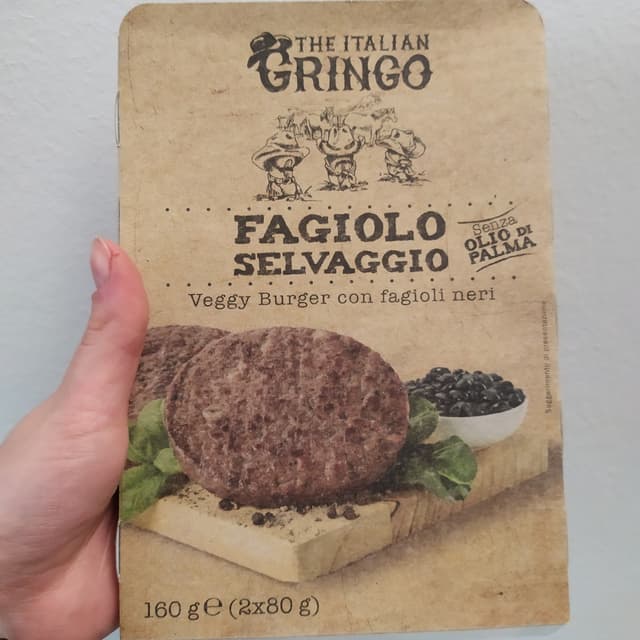 THE ITALIAN
GRINGO
FAGIOLO
SELVAGGIO
Senza
OLIO DI
PALMA
Veggy Burger con fagioli neri
Suggerimento di presentazione
160 g e (2x80 g)